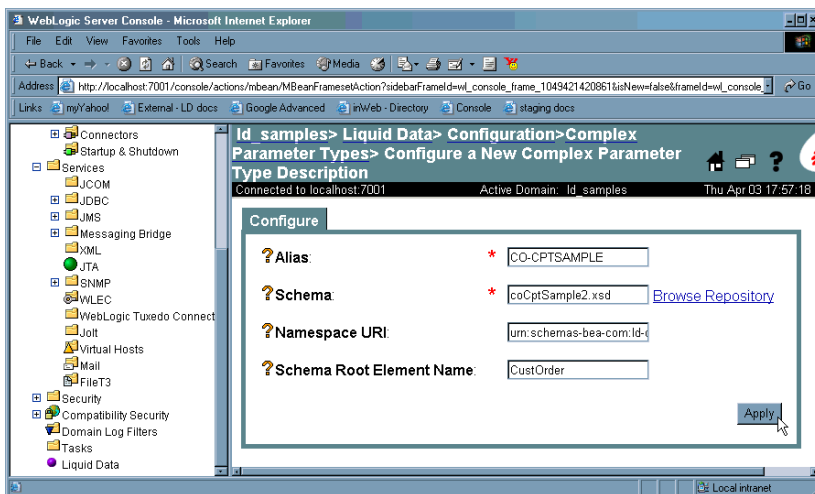 WebLogic Server Console - Microsoft Internet Explorer
File Edit View Favorites Tools Help
Back Search Favorites Media
Address http://localhost:7001/console/actions/mbean/MBeanFramesetAction?sidebarFrameId=wl_console_frame_1049421420861&isNew=false&frameId=wl_console_ Go
Links my Yahoo! External - LD docs Google Advanced inWeb - Directory Console staging docs
Connectors
Startup & Shutdown
Services
JCOM
JDBC
JMS
Messaging Bridge
XML
JTA
SNMP
WLEC
WebLogic Tuxedo Connect
Jolt
Virtual Hosts
Mail
FileT3
Security
Compatibility Security
Domain Log Filters
Tasks
Liquid Data
ld_samples> Liquid Data> Configuration>Complex
Parameter Types> Configure a New Complex Parameter
Type Description
Connected to localhost:7001 Active Domain: ld_samples Thu Apr 03 17:57:18
Configure
?Alias: * CO-CPTSAMPLE
?Schema: * coCptSample2.xsd Browse Repository
?Namespace URI: urn:schemas-bea-com:ld-c
?Schema Root Element Name: CustOrder
Apply
Local intranet